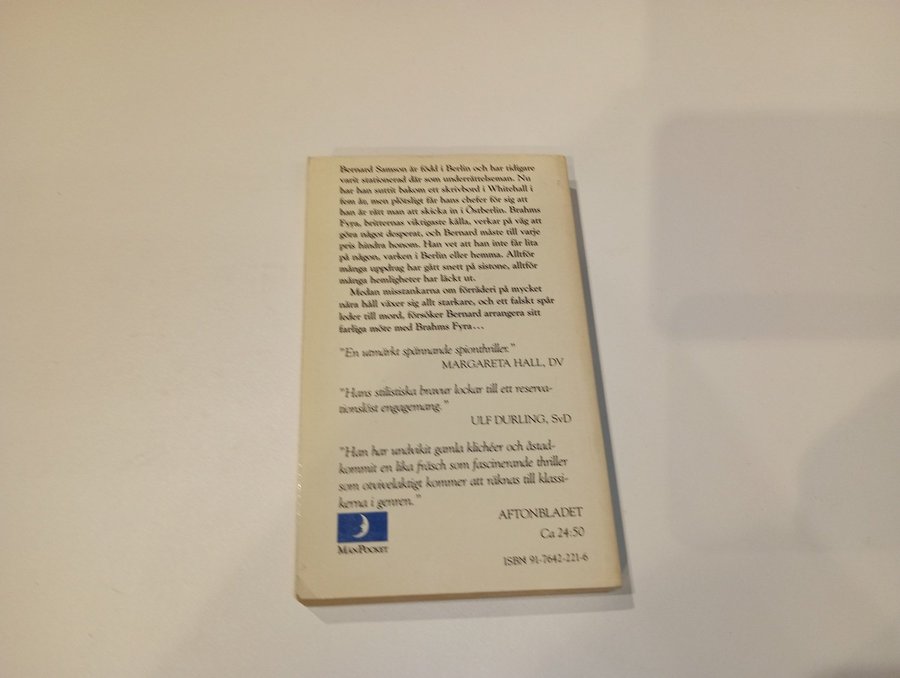 Bernard Samson är född i Berlin och har tidigare
varit stationerad där som underrättelseman. Nu
har han suttit bakom ett skrivbord i Whitehall i
fem år, men plötsligt får hans chefer för sig att
han är rätt man att skicka in i Östberlin. Brahms
Fyra, britternas viktigaste källa, verkar på väg att
göra något desperat, och Bernard måste till varje
pris hindra honom. Han vet att han inte får lita
på någon, varken i Berlin eller hemma. Alltför
många uppdrag har gått snett på sistone, alltför
många hemligheter har läckt ut.
Medan misstankarna om förräderi på mycket
nära håll växer sig allt starkare, och ett falskt spår
leder till mord, försöker Bernard arrangera sitt
farliga möte med Brahms Fyra...
"En utmärkt spännande spionthriller."
MARGARETA HALL, DV
"Hans stilistiska bravur lockar till ett reserva-
tionslöst engagemang."
ULF DURLING, SvD
"Han har undvikit gamla klichéer och åstad-
kommit en lika fräsch som fascinerande thriller
som otvivelaktigt kommer att räknas till klassi-
kerna i genren."
AFTONBLADET
Ca 24:50
MANPOCKET
ISBN 91-7642-221-6